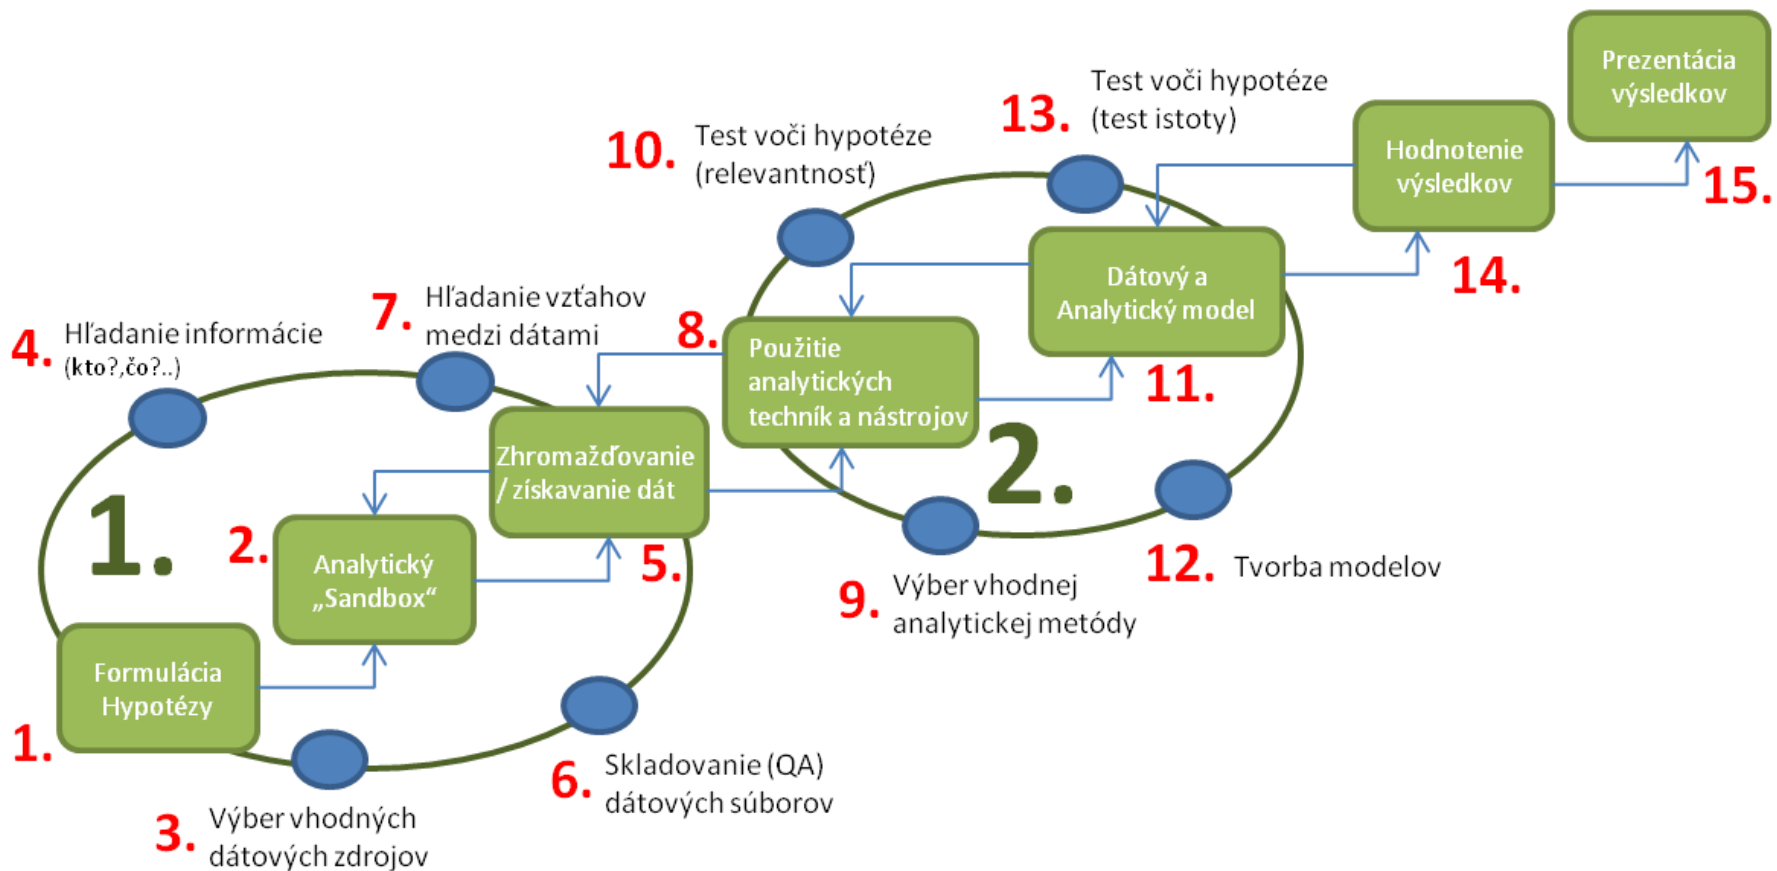 1.
Formulácia
Hypotézy
2.
Analytický
„Sandbox“
3.
Výber vhodných
dátových zdrojov
4.
Hľadanie informácie
(kto?,čo?..)
1.
5.
Zhromažďovanie
/ získavanie dát
6.
Skladovanie (QA)
dátových súborov
7.
Hľadanie vzťahov
medzi dátami
8.
Použitie
analytických
techník a nástrojov
9.
Výber vhodnej
analytickej metódy
10.
Test voči hypotéze
(relevantnosť)
2.
11.
Dátový a
Analytický model
12.
Tvorba modelov
13.
Test voči hypotéze
(test istoty)
14.
Hodnotenie
výsledkov
15.
Prezentácia
výsledkov